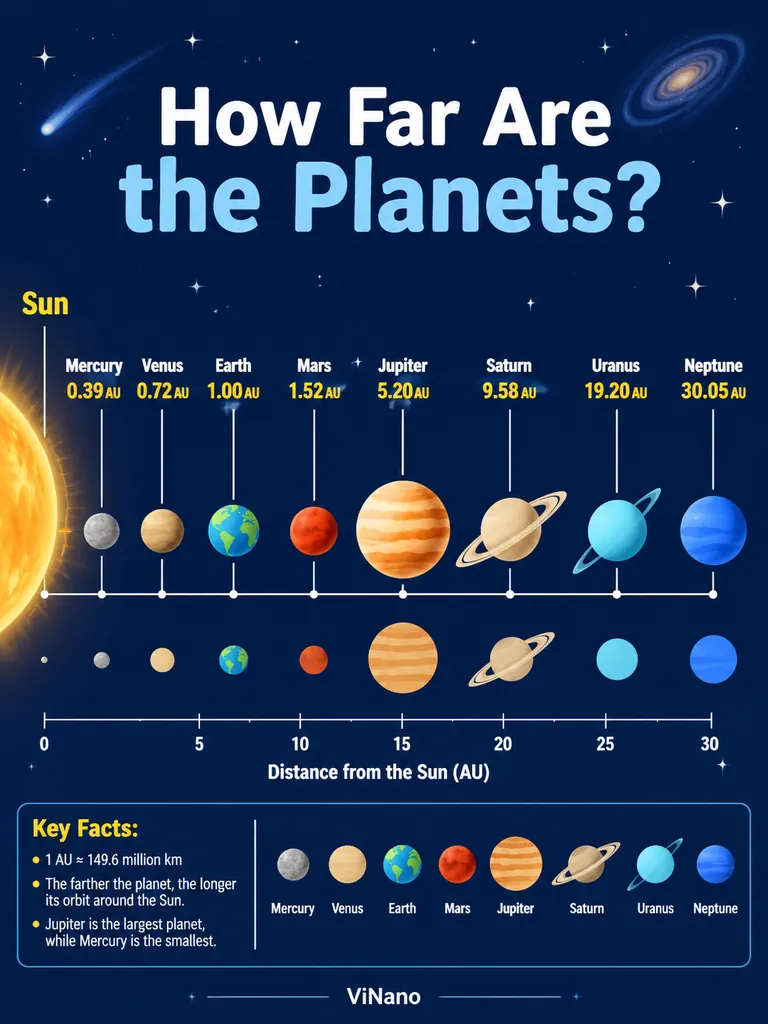 How Far Are
the Planets?
Sun
Mercury Venus Earth Mars Jupiter Saturn Uranus Neptune
0.39 AU 0.72 AU 1.00 AU 1.52 AU 5.20 AU 9.58 AU 19.20 AU 30.05 AU
0 5 10 15 20 25 30
Distance from the Sun (AU)
Key Facts:
• 1 AU ≈ 149.6 million km
• The farther the planet, the longer
its orbit around the Sun.
• Jupiter is the largest planet,
while Mercury is the smallest.
Mercury Venus Earth Mars Jupiter Saturn Uranus Neptune
ViNano